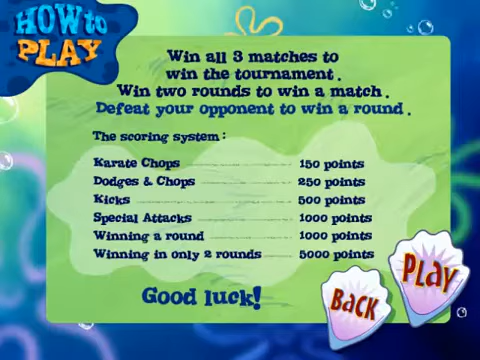 HOW to
PLAY
Win all 3 matches to
win the tournament.
Win two rounds to win a match.
Defeat your opponent to win a round.
The scoring system:
Karate Chops 150 points
Dodges & Chops 250 points
Kicks 500 points
Special Attacks 1000 points
Winning a round 1000 points
Winning in only 2 rounds 5000 points
Good luck!
BACK
PLAY